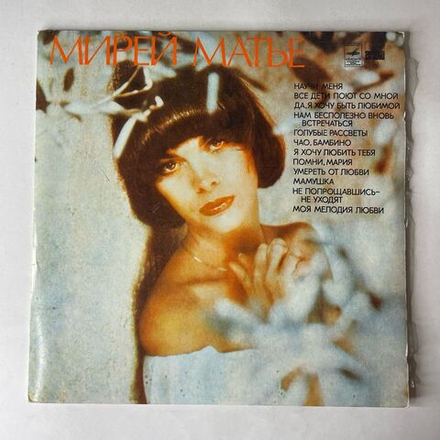 МИРЕЙ МАТЬЕ
НАУЧИ МЕНЯ
ВСЕ ДЕТИ ПОЮТ СО МНОЙ
ДА, Я ХОЧУ БЫТЬ ЛЮБИМОЙ
НАМ БЕСПОЛЕЗНО ВНОВЬ
ВСТРЕЧАТЬСЯ
ГОЛУБЫЕ РАССВЕТЫ
ЧАО, БАМБИНО
Я ХОЧУ ЛЮБИТЬ ТЕБЯ
ПОМНИ, МАРИЯ
УМЕРЕТЬ ОТ ЛЮБВИ
МАМУШКА
НЕ ПОПРОЩАВШИСЬ–
НЕ УХОДЯТ
МОЯ МЕЛОДИЯ ЛЮБВИ